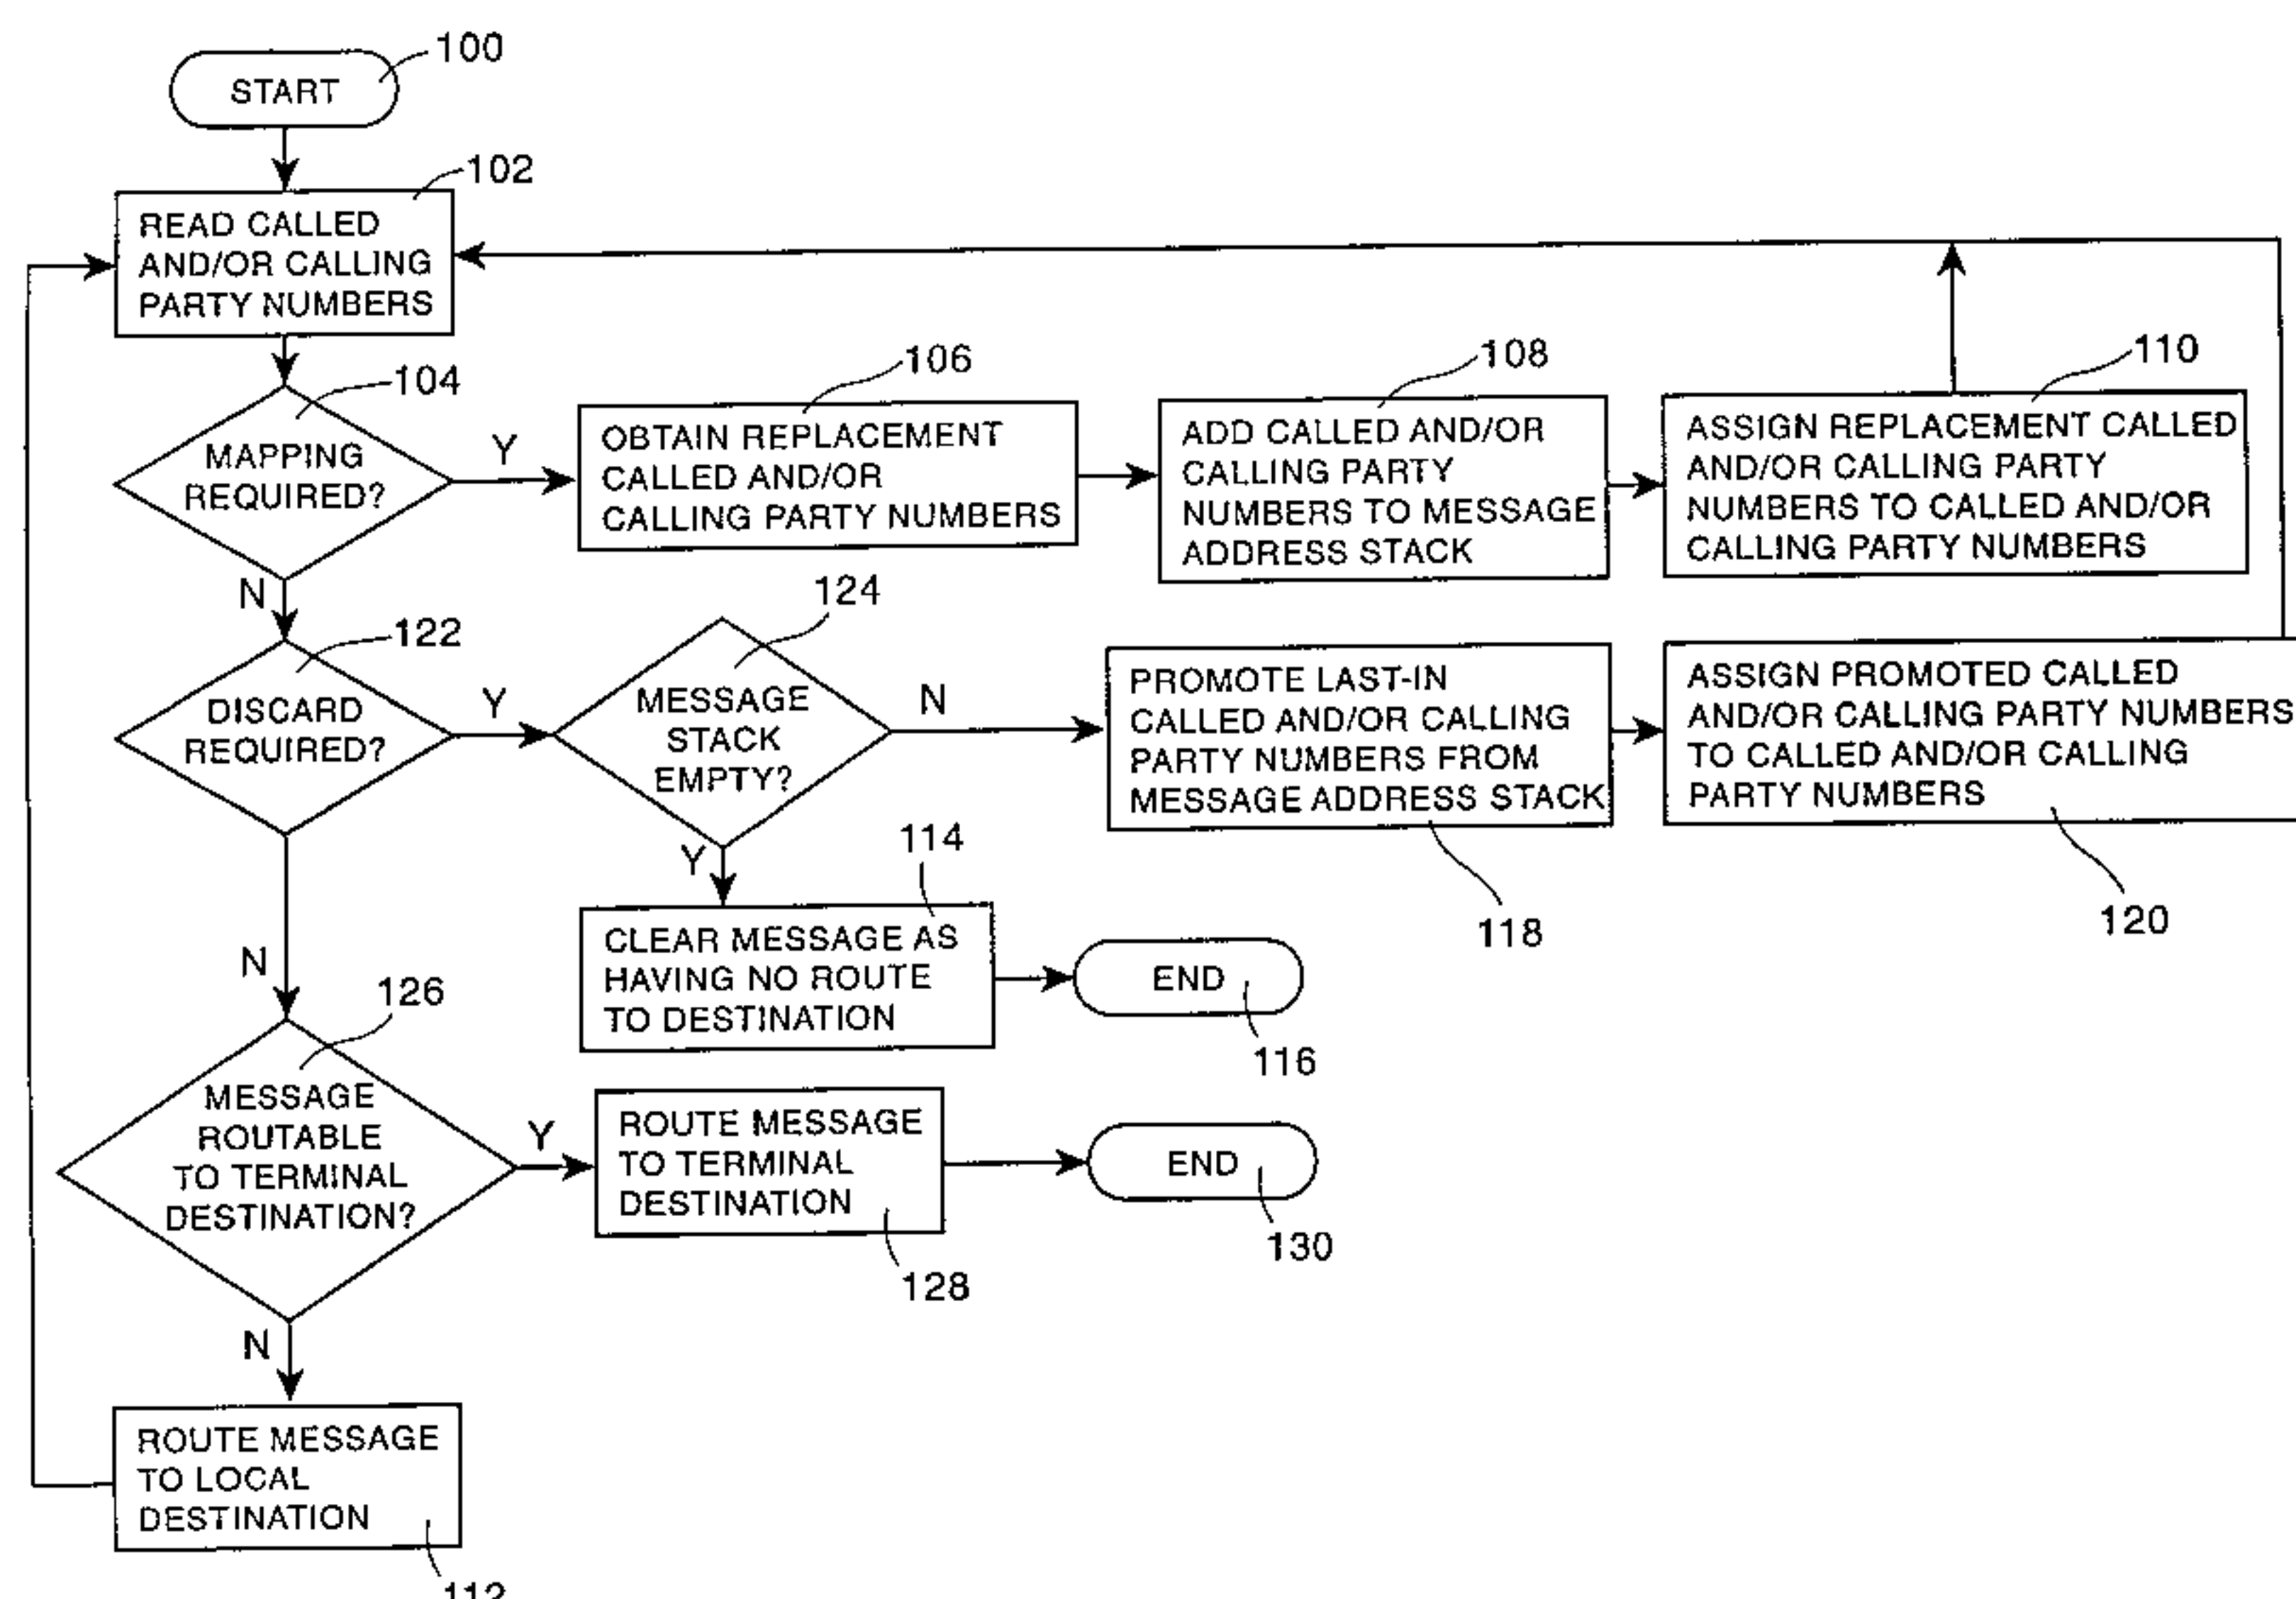 100
START
102
READ CALLED
AND/OR CALLING
PARTY NUMBERS
104
MAPPING
REQUIRED?
Y
N
106
OBTAIN REPLACEMENT
CALLED AND/OR
CALLING PARTY NUMBERS
108
ADD CALLED AND/OR
CALLING PARTY
NUMBERS TO MESSAGE
ADDRESS STACK
110
ASSIGN REPLACEMENT CALLED
AND/OR CALLING PARTY
NUMBERS TO CALLED AND/OR
CALLING PARTY NUMBERS
122
DISCARD
REQUIRED?
Y
N
124
MESSAGE
STACK
EMPTY?
N
Y
PROMOTE LAST-IN
CALLED AND/OR CALLING
PARTY NUMBERS FROM
MESSAGE ADDRESS STACK
118
ASSIGN PROMOTED CALLED
AND/OR CALLING PARTY NUMBERS
TO CALLED AND/OR CALLING
PARTY NUMBERS
120
114
CLEAR MESSAGE AS
HAVING NO ROUTE
TO DESTINATION
END
116
126
MESSAGE
ROUTABLE
TO TERMINAL
DESTINATION?
Y
N
ROUTE MESSAGE
TO TERMINAL
DESTINATION
128
END
130
ROUTE MESSAGE
TO LOCAL
DESTINATION
112